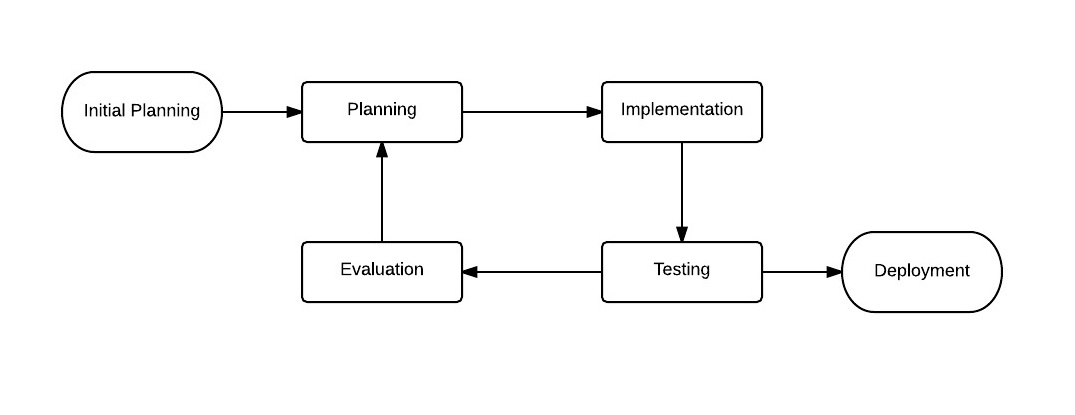 Initial Planning
Planning
Implementation
Evaluation
Testing
Deployment